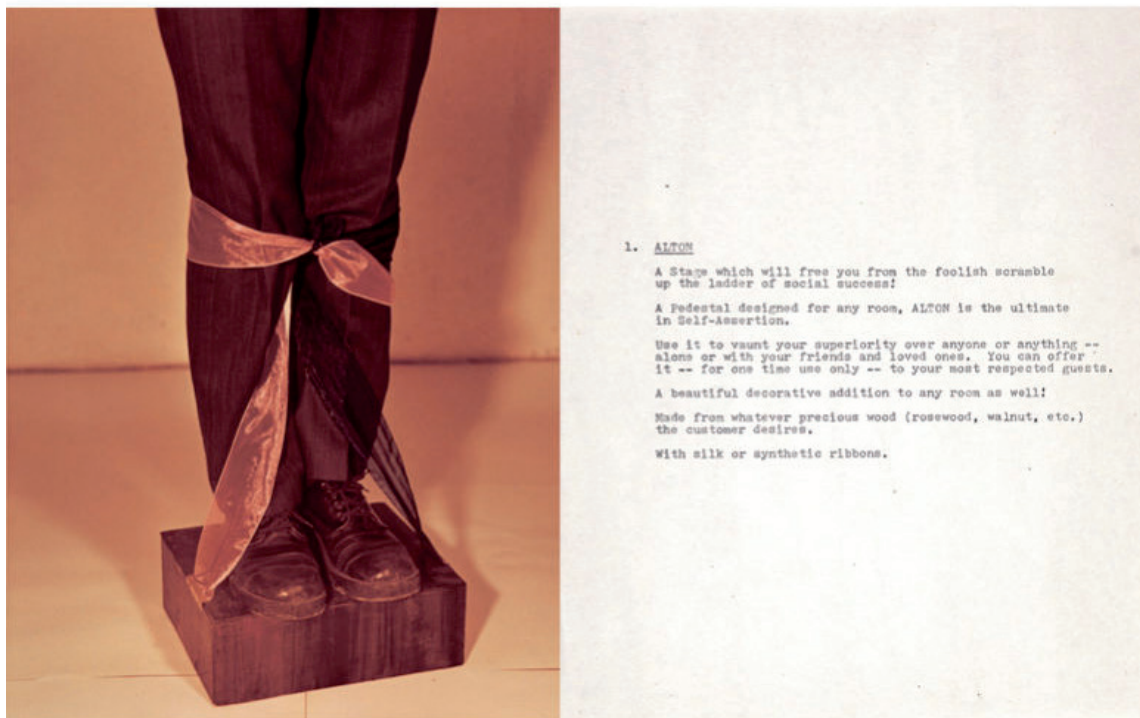 1. ALTON
A Stage which will free you from the foolish scramble
up the ladder of social success!
A Pedestal designed for any room, ALTON is the ultimate
in Self-Assertion.
Use it to vaunt your superiority over anyone or anything --
alone or with your friends and loved ones. You can offer
it -- for one time use only -- to your most respected guests.
A beautiful decorative addition to any room as well!
Made from whatever precious wood (rosewood, walnut, etc.)
the customer desires.
With silk or synthetic ribbons.